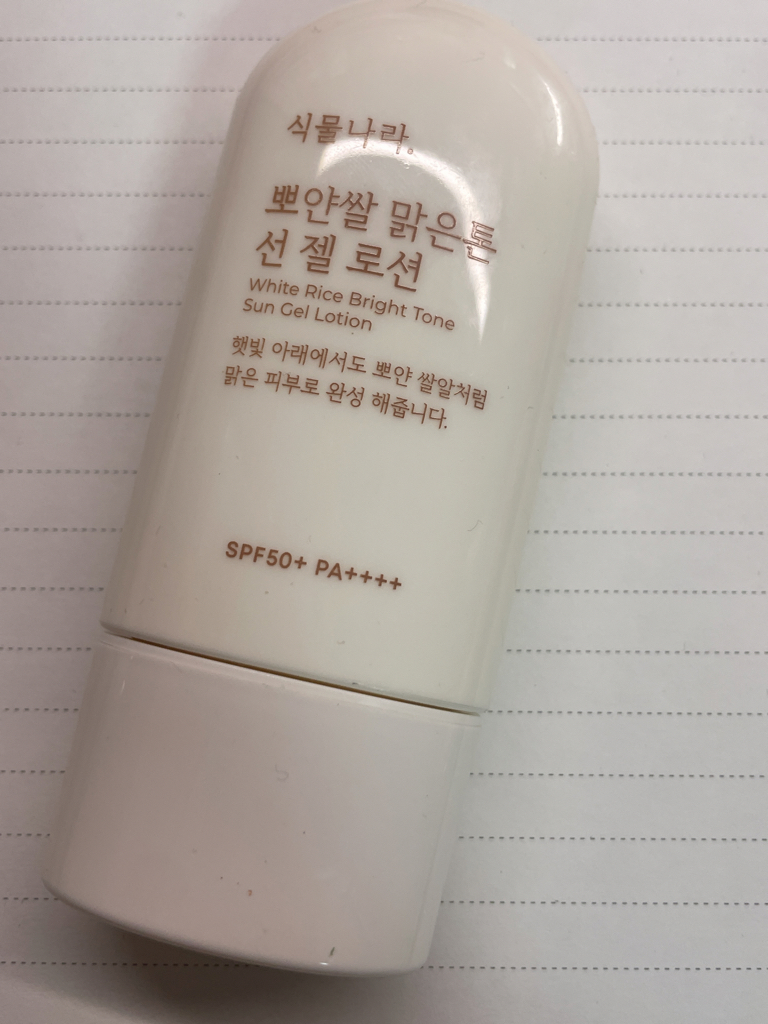 식물나라.
뽀얀쌀 맑은톤
선 젤 로션
White Rice Bright Tone
Sun Gel Lotion
햇빛 아래에서도 뽀얀 쌀알처럼
맑은 피부로 완성 해줍니다.
SPF50+ PA++++